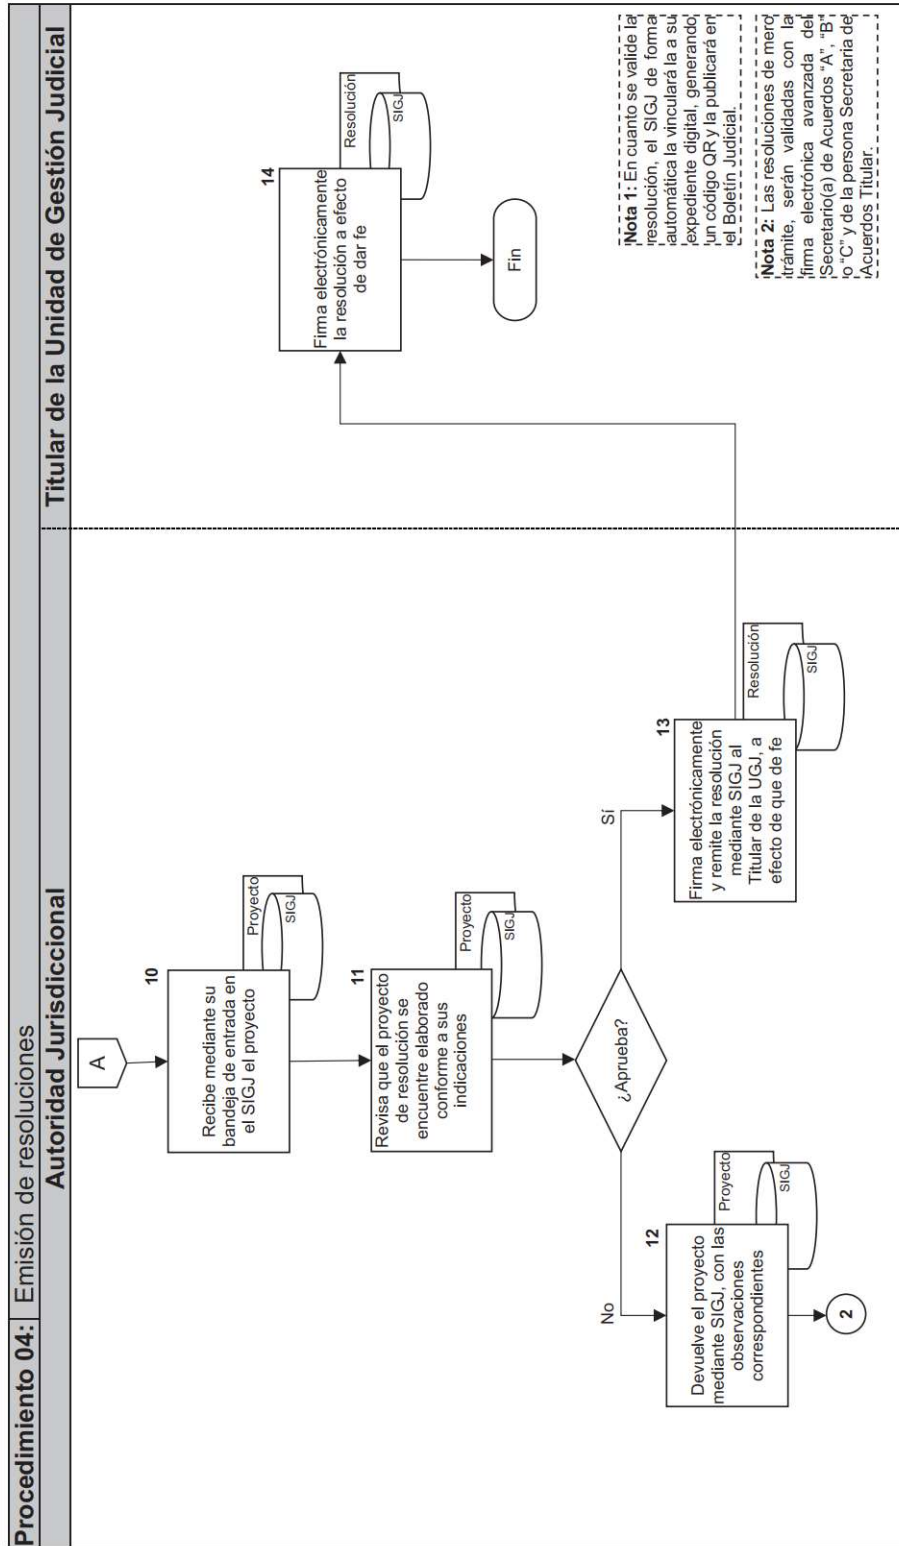 Procedimiento 04: Emisión de resoluciones
Autoridad Jurisdiccional
Titular de la Unidad de Gestión Judicial
A
10
Recibe mediante su
bandeja de entrada en
el SIGJ el proyecto
Proyecto
SIGJ
11
Revisa que el proyecto
de resolución se
encuentre elaborado
conforme a sus
indicaciones
Proyecto
SIGJ
¿Aprueba?
No
Sí
12
Devuelve el proyecto
mediante SIGJ, con las
observaciones
correspondientes
Proyecto
SIGJ
2
13
Firma electrónicamente
y remite la resolución
mediante SIGJ al
Titular de la UGJ, a
efecto de que de fe
Resolución
SIGJ
14
Firma electrónicamente
la resolución a efecto
de dar fe
Resolución
SIGJ
Fin
Nota 1: En cuanto se valide la
resolución, el SIGJ de forma
automática la vinculará la a su
expediente digital, generando
un código QR y la publicará en
el Boletín Judicial.
Nota 2: Las resoluciones de mero
trámite, serán validadas con la
firma electrónica avanzada del
Secretario(a) de Acuerdos “A”, “B”
o “C” y de la persona Secretaria de
Acuerdos Titular.